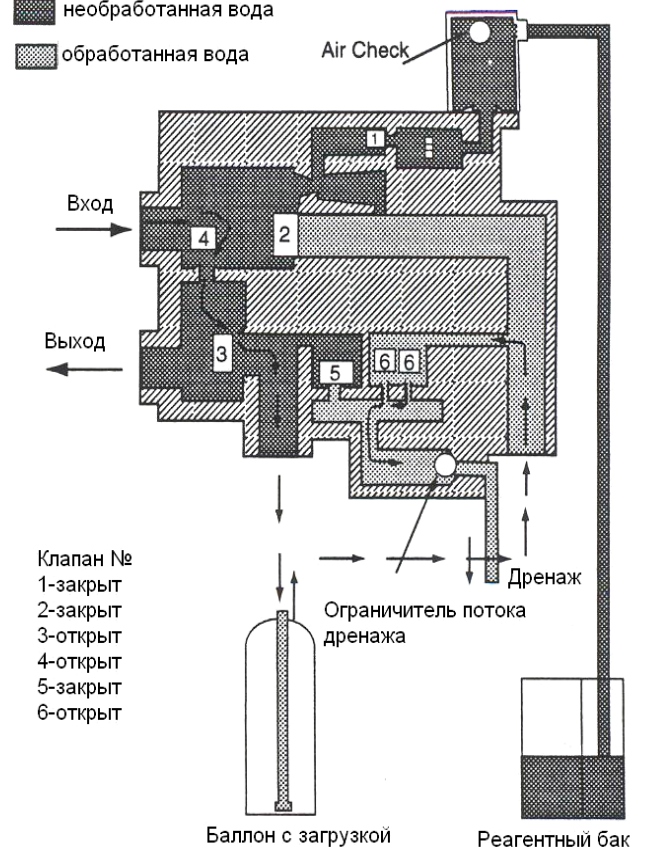 необработанная вода
обработанная вода
Air Check
1
Вход
4
2
Выход
3
5
6
6
Клапан №
1-закрыт
2-закрыт
3-открыт
4-открыт
5-закрыт
6-открыт
Дренаж
Ограничитель потока
дренажа
Баллон с загрузкой
Реагентный бак